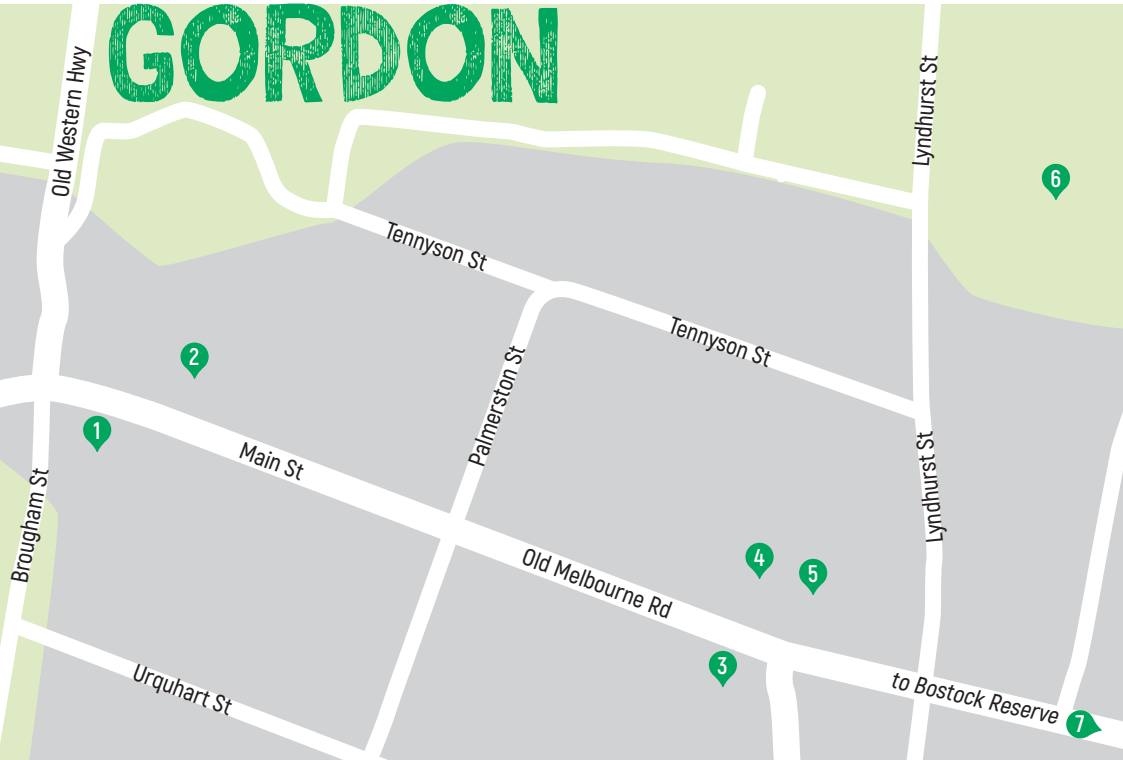 GORDON
Old Western Hwy
Lyndhurst St
6
Tennyson St
Tennyson St
2
Palmerston St
1
Main St
Lyndhurst St
Brougham St
4
5
Old Melbourne Rd
3
Urquhart St
to Bostock Reserve
7